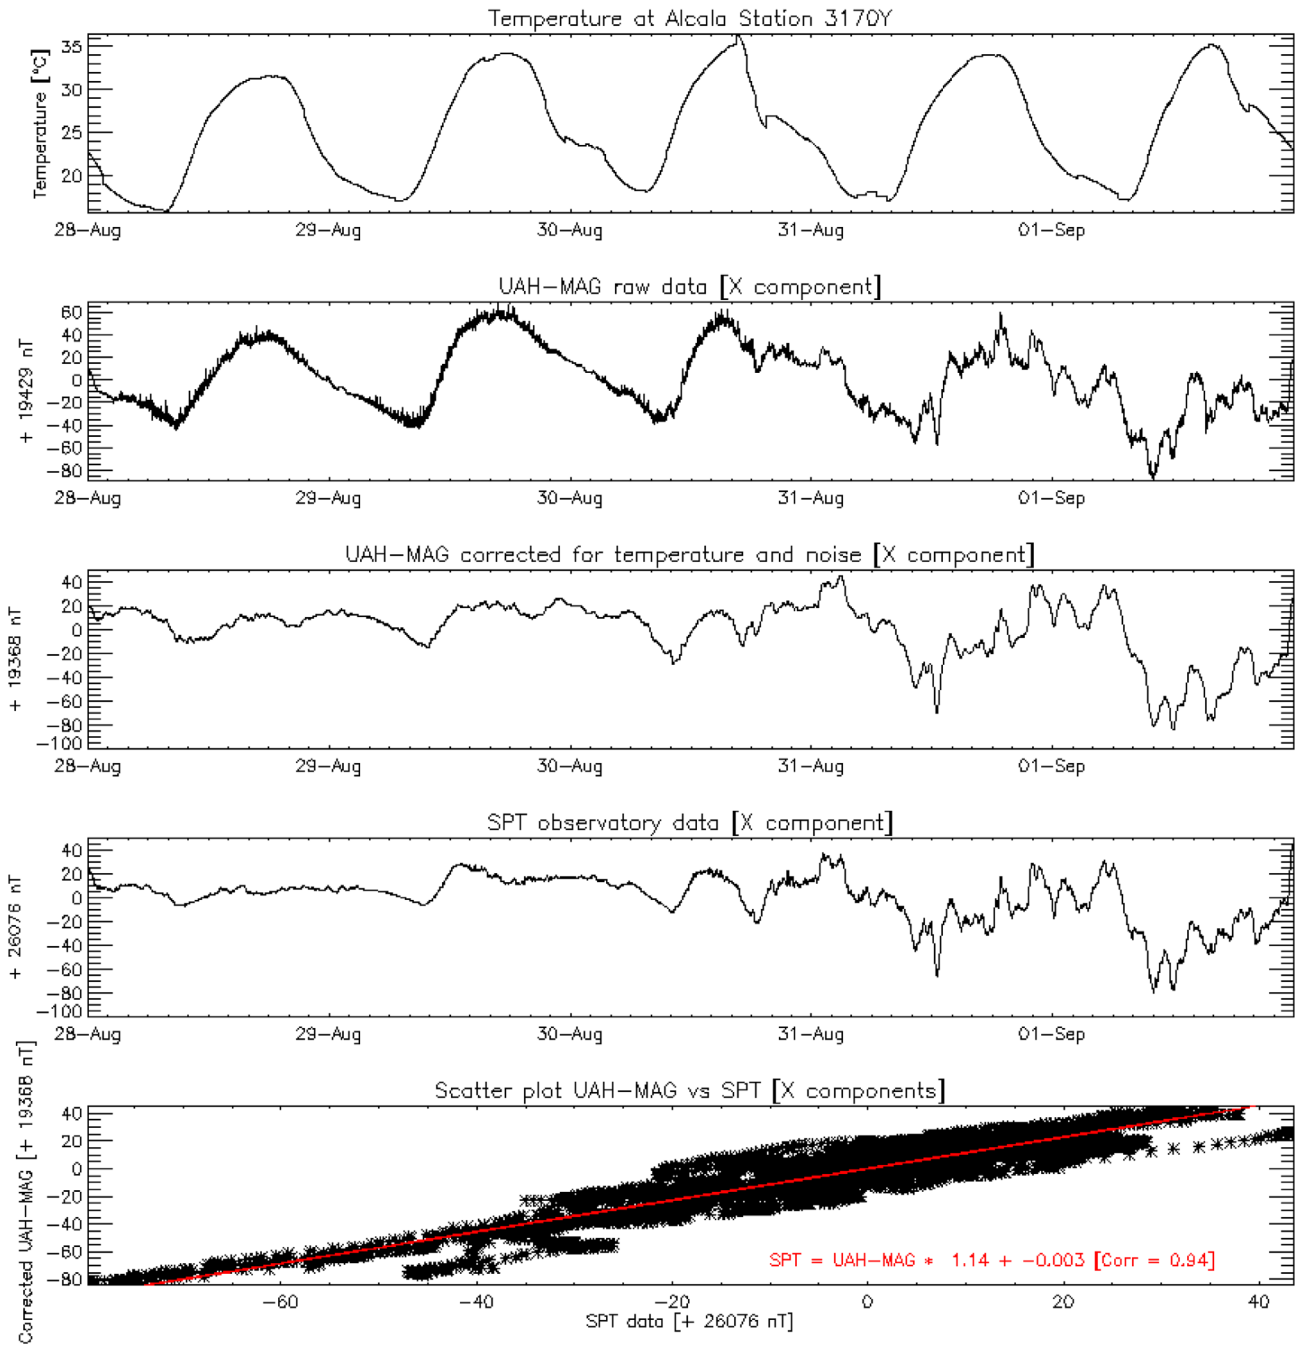 Temperature at Alcala Station 3170Y
Temperature [°C]
35
30
25
20
28-Aug 29-Aug 30-Aug 31-Aug 01-Sep
UAH-MAG raw data [X component]
+ 19429 nT
60
40
20
0
-20
-40
-60
-80
28-Aug 29-Aug 30-Aug 31-Aug 01-Sep
UAH-MAG corrected for temperature and noise [X component]
+ 19368 nT
40
20
0
-20
-40
-60
-80
-100
28-Aug 29-Aug 30-Aug 31-Aug 01-Sep
SPT observatory data [X component]
+ 26076 nT
40
20
0
-20
-40
-60
-80
-100
28-Aug 29-Aug 30-Aug 31-Aug 01-Sep
Scatter plot UAH-MAG vs SPT [X components]
Corrected UAH-MAG [+ 19368 nT]
40
20
0
-20
-40
-60
-80
SPT = UAH-MAG * 1.14 + -0.003 [Corr = 0.94]
-60 -40 -20 0 20 40
SPT data [+ 26076 nT]